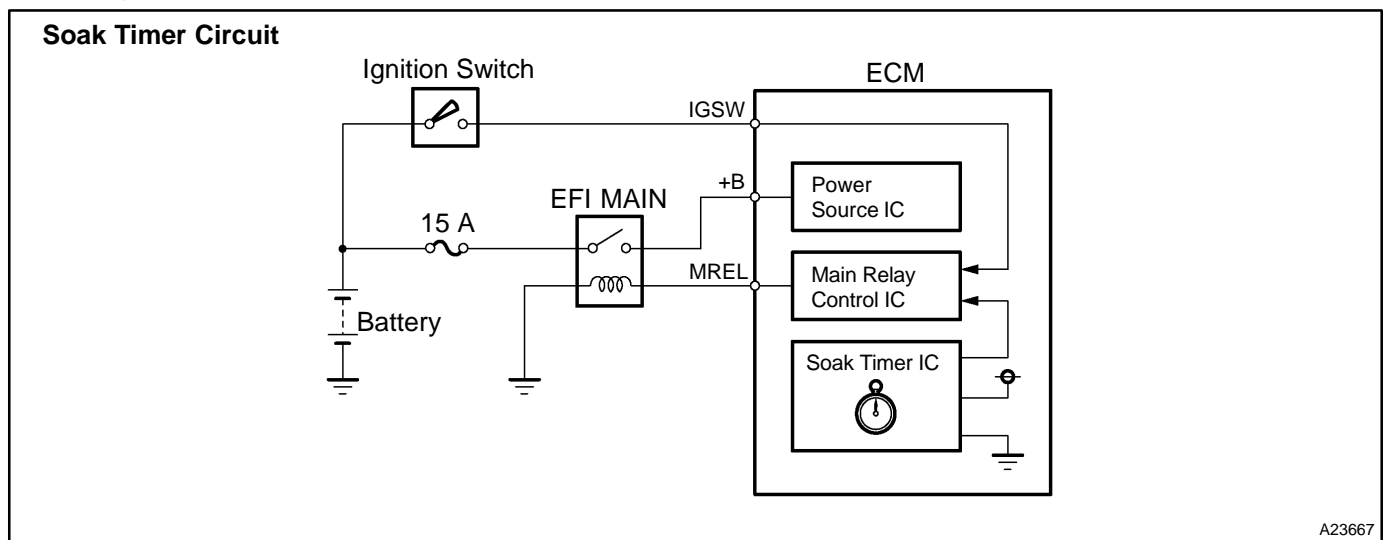 Soak Timer Circuit
Ignition Switch
ECM
IGSW
+B
Power
Source IC
EFI MAIN
15 A
MREL
Main Relay
Control IC
Battery
Soak Timer IC
A23667